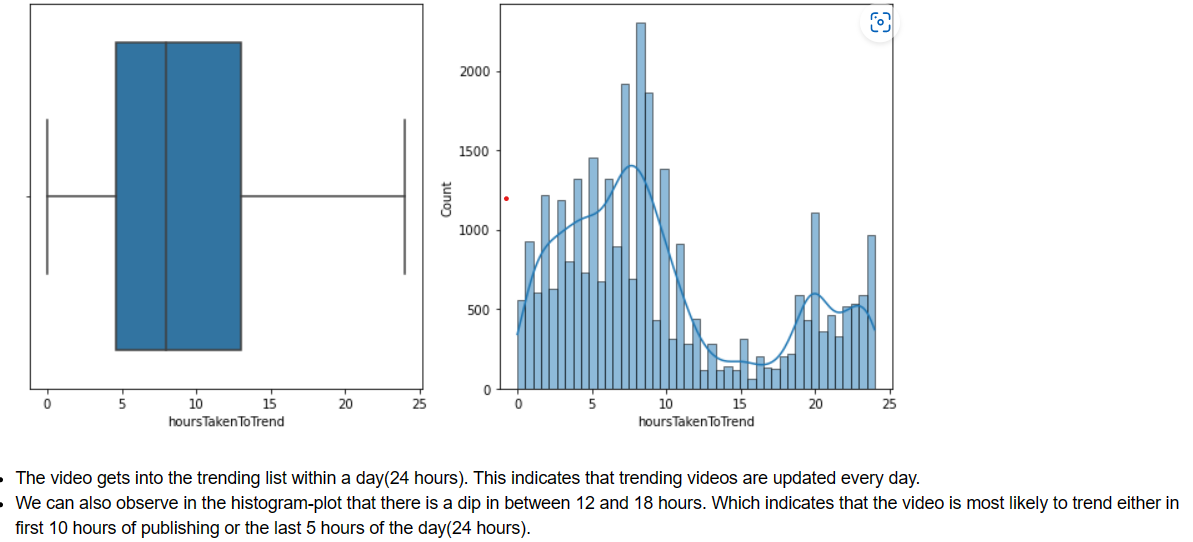 2000
1500
1000
500
0
Count
0 5 10 15 20 25
hoursTakenToTrend
0 5 10 15 20 25
hoursTakenToTrend
• The video gets into the trending list within a day(24 hours). This indicates that trending videos are updated every day.
• We can also observe in the histogram-plot that there is a dip in between 12 and 18 hours. Which indicates that the video is most likely to trend either in
first 10 hours of publishing or the last 5 hours of the day(24 hours).